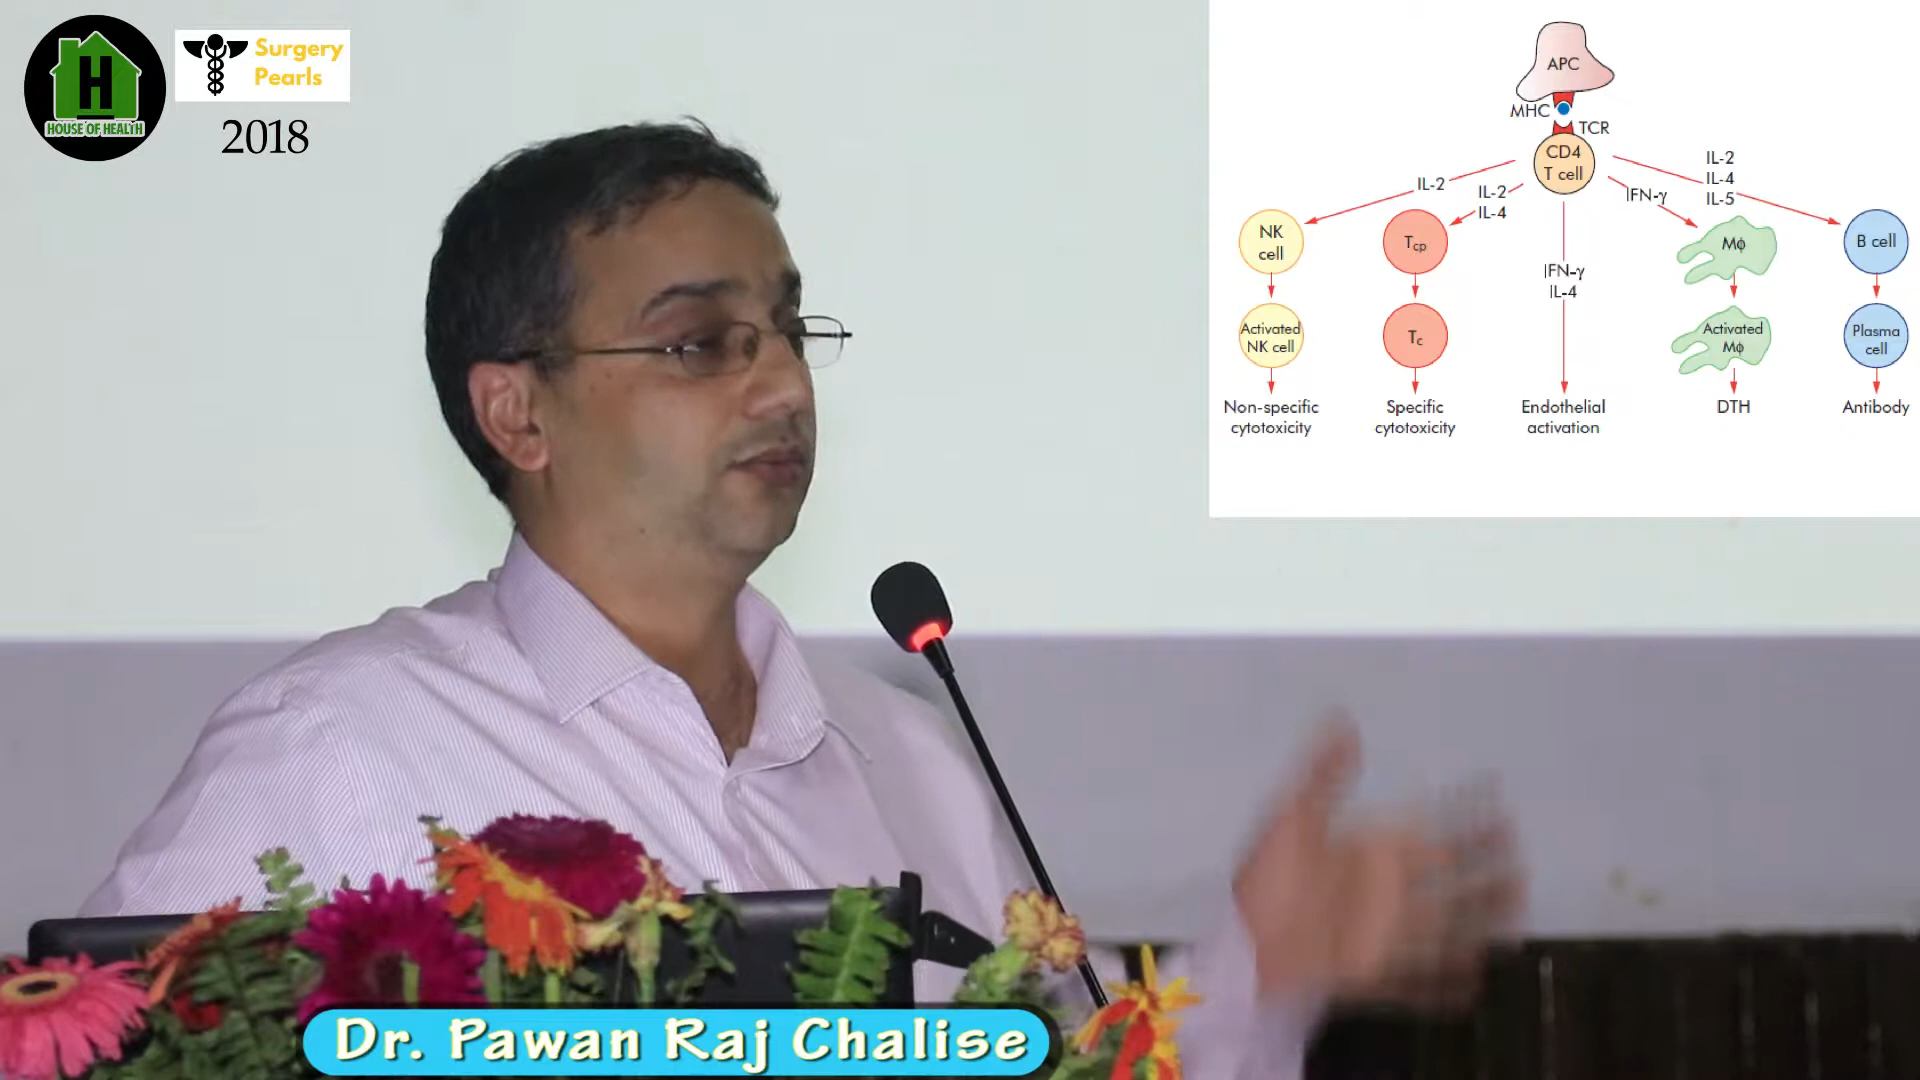 H
HOUSE OF HEALTH
Surgery
Pearls
2018
APC
MHC
TCR
CD4
T cell
IL-2
IL-2
IL-4
IFN-γ
IL-4
IFN-γ
IL-2
IL-4
IL-5
NK
cell
Tcp
Mϕ
B cell
Activated
NK cell
Tc
Activated
Mϕ
Plasma
cell
Non-specific
cytotoxicity
Specific
cytotoxicity
Endothelial
activation
DTH
Antibody
Dr. Pawan Raj Chalise